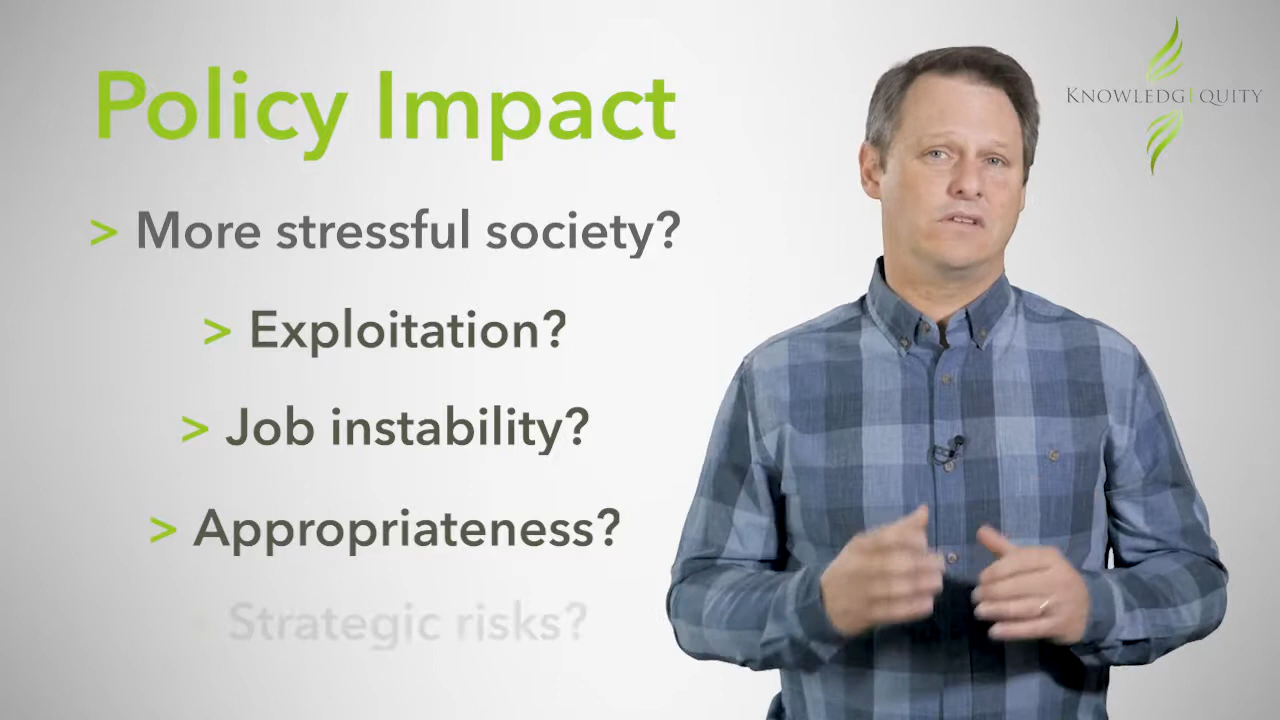 Policy Impact
KNOWLEDGEQUITY
> More stressful society?
> Exploitation?
> Job instability?
> Appropriateness?
Strategic risks?